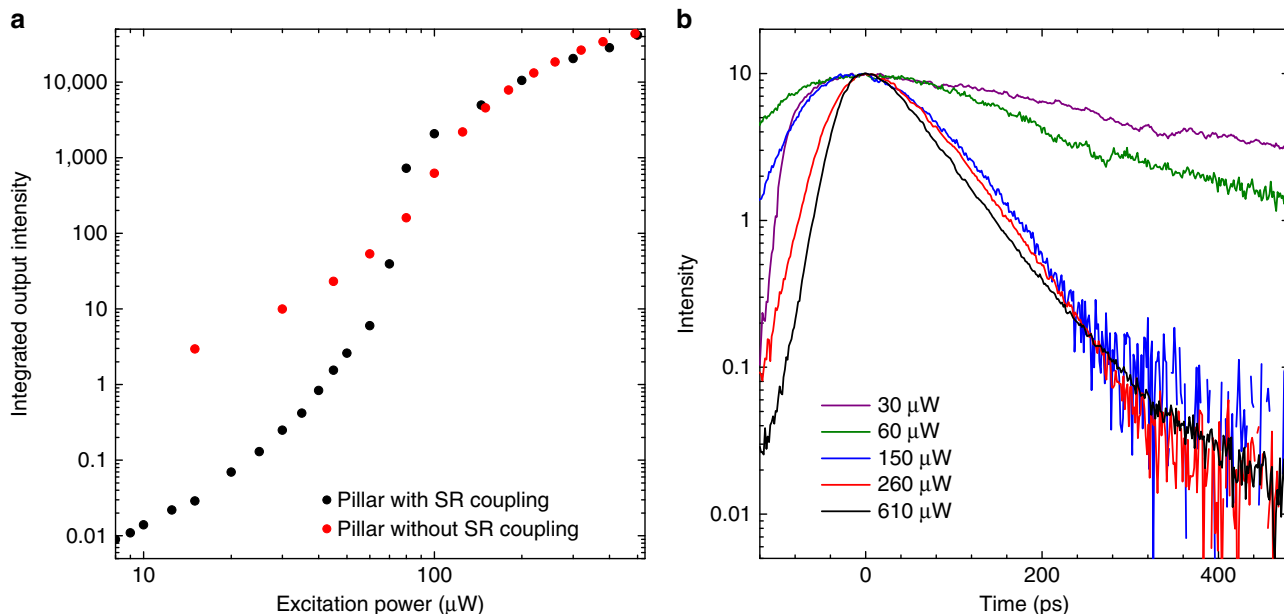 a
Integrated output intensity
10,000
1,000
100
10
1
0.1
0.01
10
100
Excitation power (μW)
Pillar with SR coupling
Pillar without SR coupling
b
Intensity
10
1
0.1
0.01
0
200
400
Time (ps)
30 μW
60 μW
150 μW
260 μW
610 μW